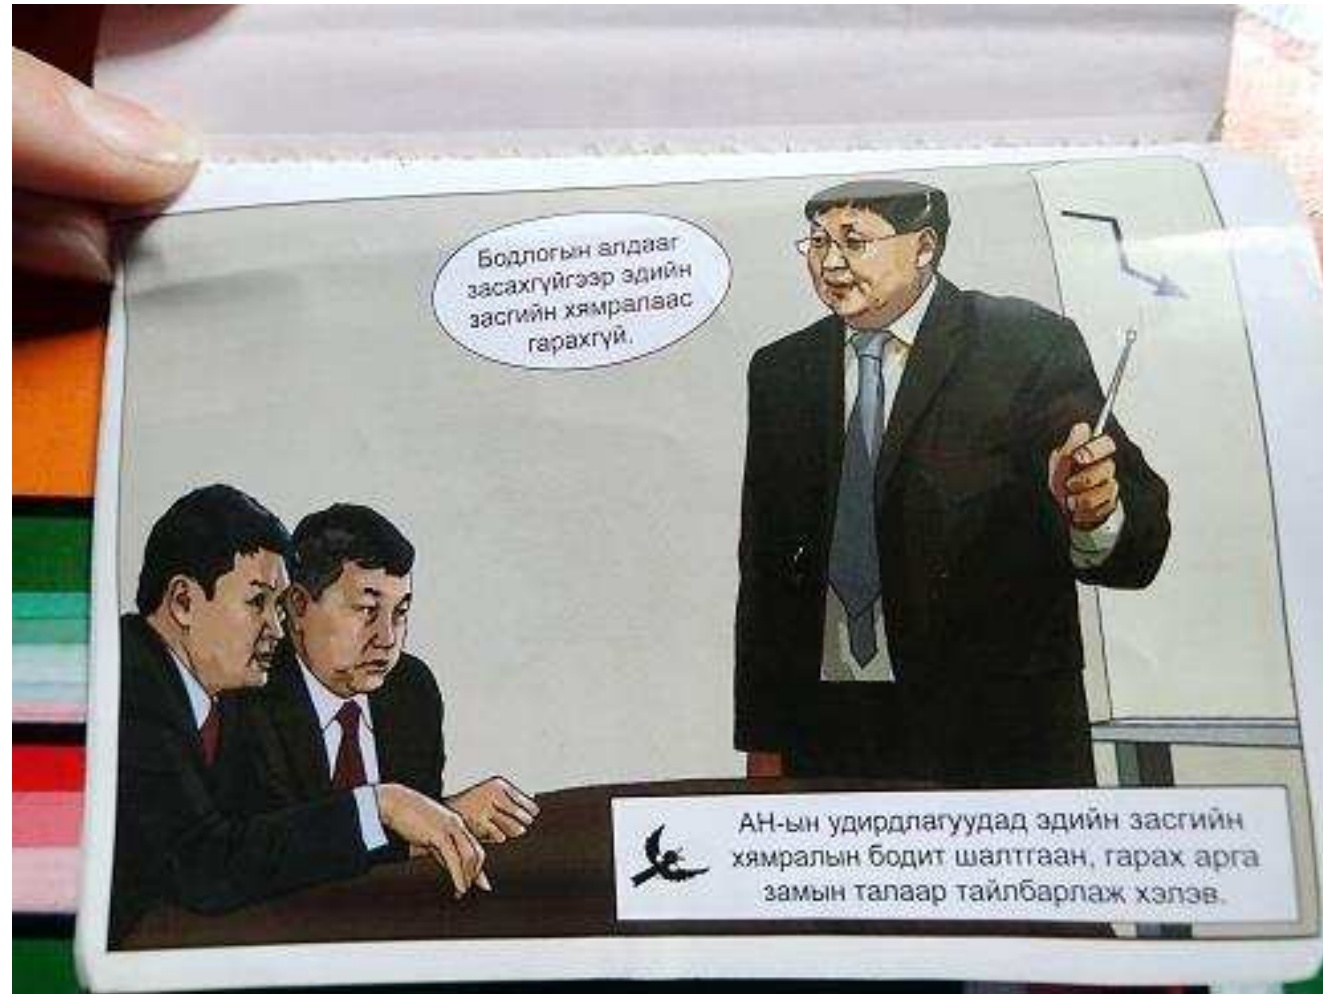 Бодлогын алдааг
засахгүйгээр эдийн
засгийн хямралаас
гарахгүй.
АН-ын удирдлагуудад эдийн засгийн
хямралын бодит шалтгаан, гарах арга
замын талаар тайлбарлаж хэлэв.